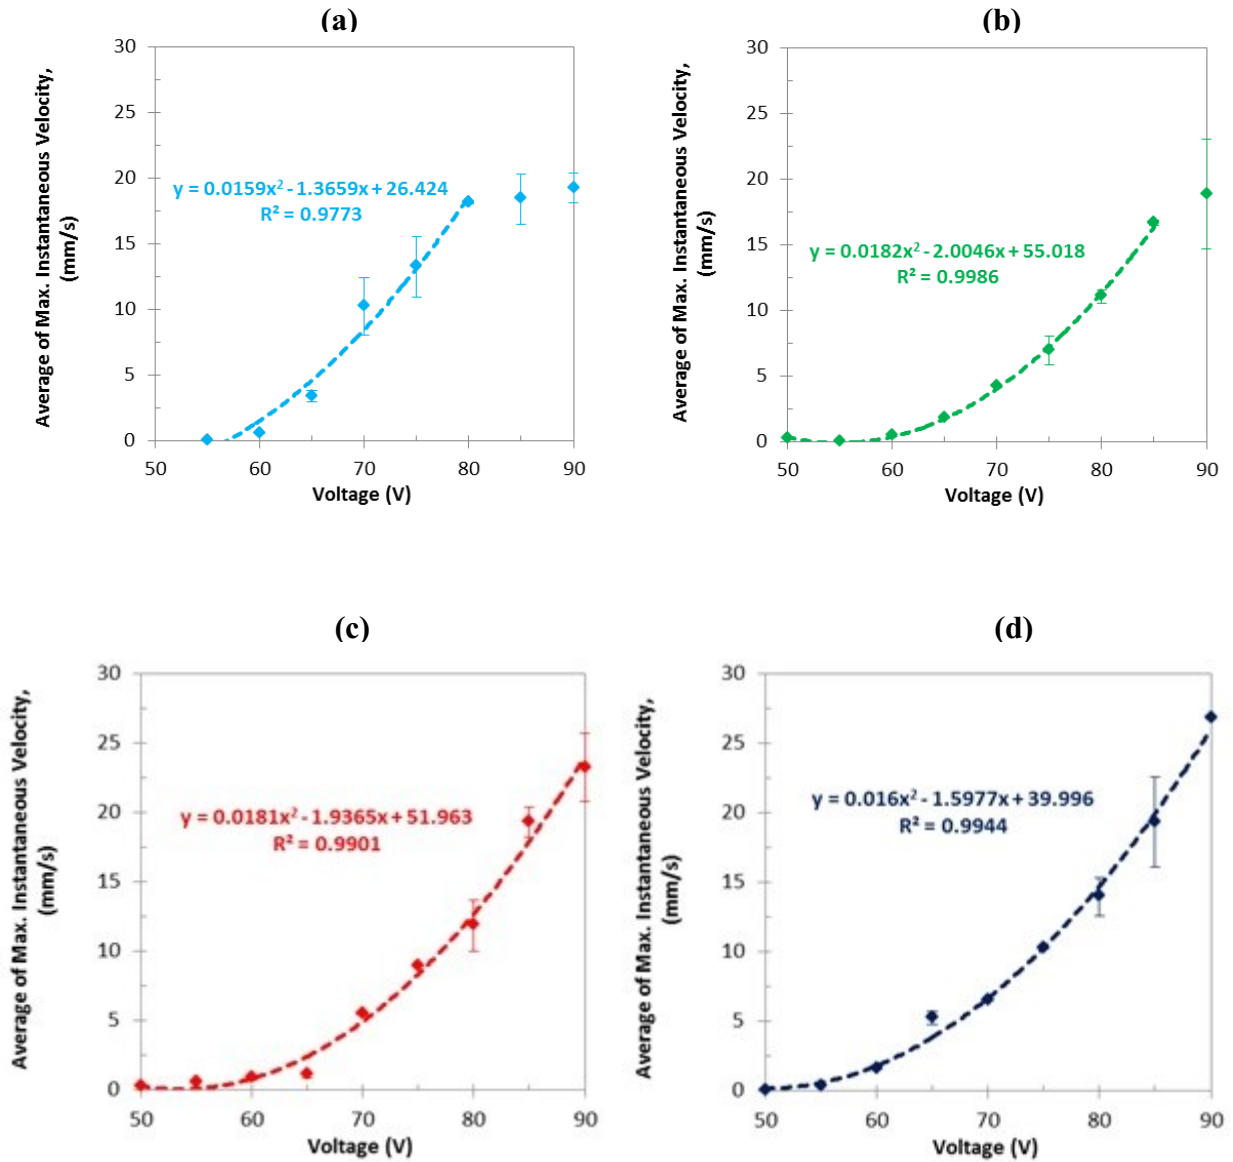 (a)
Average of Max. Instantaneous Velocity,
(mm/s)
30
25
20
15
10
5
0
y = 0.0159x² - 1.3659x + 26.424
R² = 0.9773
50 60 70 80 90
Voltage (V)
(b)
Average of Max. Instantaneous Velocity,
(mm/s)
30
25
20
15
10
5
0
y = 0.0182x² - 2.0046x + 55.018
R² = 0.9986
50 60 70 80 90
Voltage (V)
(c)
Average of Max. Instantaneous Velocity,
(mm/s)
30
25
20
15
10
5
0
y = 0.0181x² - 1.9365x + 51.963
R² = 0.9901
50 60 70 80 90
Voltage (V)
(d)
Average of Max. Instantaneous Velocity,
(mm/s)
30
25
20
15
10
5
0
y = 0.016x² - 1.5977x + 39.996
R² = 0.9944
50 60 70 80 90
Voltage (V)